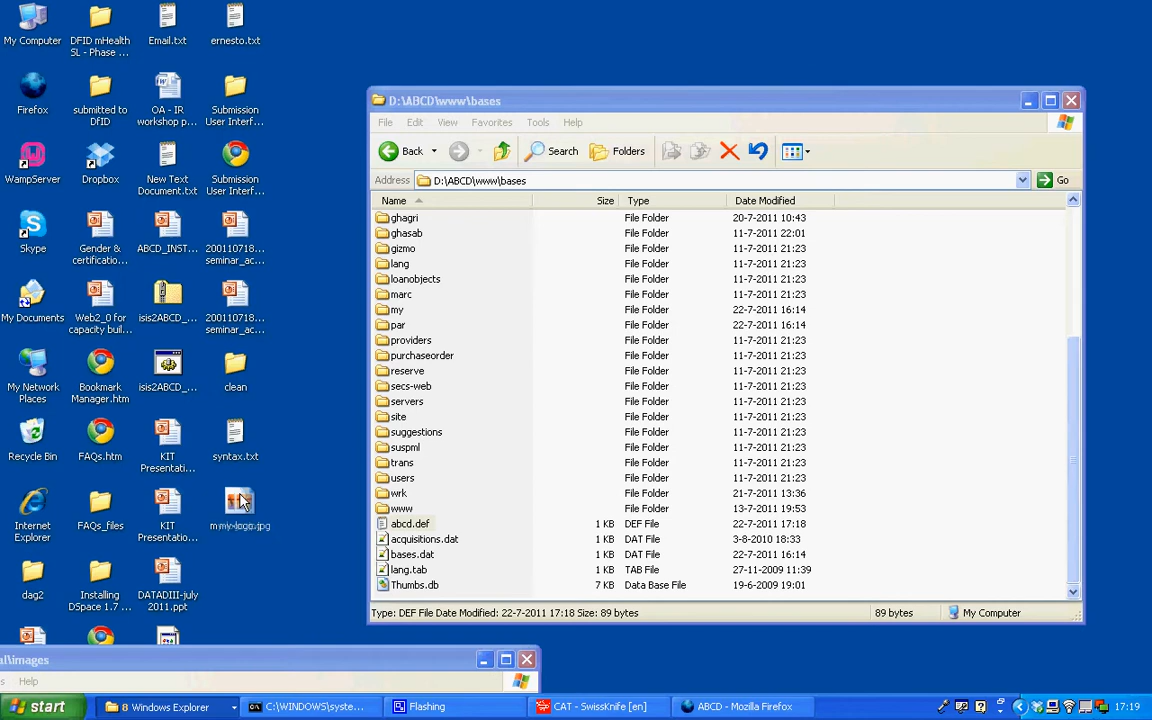 My Computer
DFID mHealth
SL - Phase ...
Email.txt
ernesto.txt
Firefox
submitted to
DfID
OA - IR
workshop p...
Submission
User Interf...
WampServer
Dropbox
New Text
Document.txt
Submission
User Interf...
Skype
Gender &
certificatio...
ABCD_INST...
200110718...
seminar_ac...
My Documents
Web2_0 for
capacity buil...
isis2ABCD_...
200110718...
seminar_ac...
My Network
Places
Bookmark
Manager.htm
isis2ABCD_...
clean
Recycle Bin
FAQs.htm
KIT
Presentati...
syntax.txt
Internet
Explorer
FAQs_files
KIT
Presentati...
my-logo.jpg
dag2
Installing
DSpace 1.7 ...
DATADIII-july
2011.ppt
D:\ABCD\www\bases
File Edit View Favorites Tools Help
Back Search Folders
Address D:\ABCD\www\bases Go
Name Size Type Date Modified
ghagri File Folder 20-7-2011 10:43
ghasab File Folder 11-7-2011 22:01
gizmo File Folder 11-7-2011 21:23
lang File Folder 11-7-2011 21:23
loanobjects File Folder 11-7-2011 21:23
marc File Folder 11-7-2011 21:23
my File Folder 22-7-2011 16:14
par File Folder 22-7-2011 16:14
providers File Folder 11-7-2011 21:23
purchaseorder File Folder 11-7-2011 21:23
reserve File Folder 11-7-2011 21:23
secs-web File Folder 11-7-2011 21:23
servers File Folder 11-7-2011 21:23
site File Folder 11-7-2011 21:23
suggestions File Folder 11-7-2011 21:23
suspml File Folder 11-7-2011 21:23
trans File Folder 11-7-2011 21:23
users File Folder 11-7-2011 21:23
wrk File Folder 21-7-2011 13:36
www File Folder 13-7-2011 19:53
abcd.def 1 KB DEF File 22-7-2011 17:18
acquisitions.dat 1 KB DAT File 3-8-2010 18:33
bases.dat 1 KB DAT File 22-7-2011 16:14
lang.tab 1 KB TAB File 27-11-2009 11:39
Thumbs.db 7 KB Data Base File 19-6-2009 19:01
Type: DEF File Date Modified: 22-7-2011 17:18 Size: 89 bytes 89 bytes My Computer
al\images
s Help
start 8 Windows Explorer C:\WINDOWS\syste... Flashing CAT - SwissKnife [en] ABCD - Mozilla Firefox 17:19